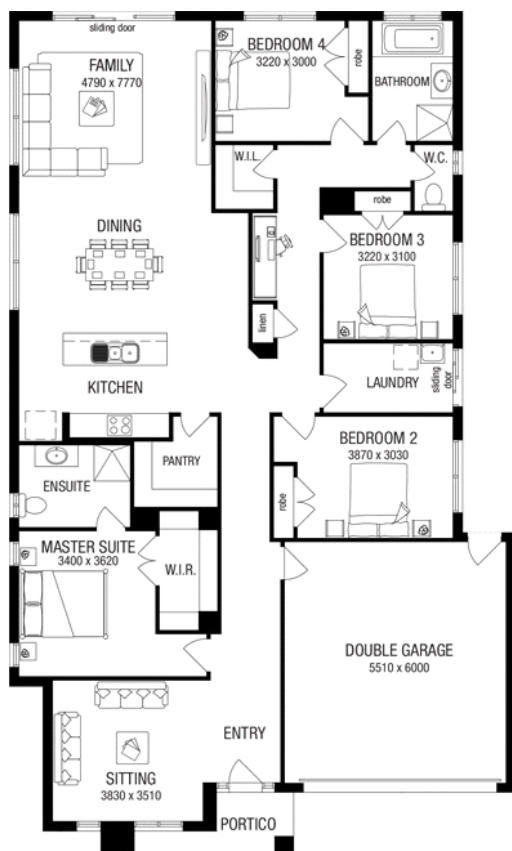 sliding door
FAMILY
4790 x 7770
BEDROOM 4
3220 x 3000
robe
BATHROOM
W.I.L.
W.C.
robe
DINING
BEDROOM 3
3220 x 3100
linen
KITCHEN
LAUNDRY
sliding
door
PANTRY
BEDROOM 2
3870 x 3030
ENSUITE
robe
MASTER SUITE
3400 x 3620
W.I.R.
DOUBLE GARAGE
5510 x 6000
ENTRY
SITTING
3830 x 3510
PORTICO